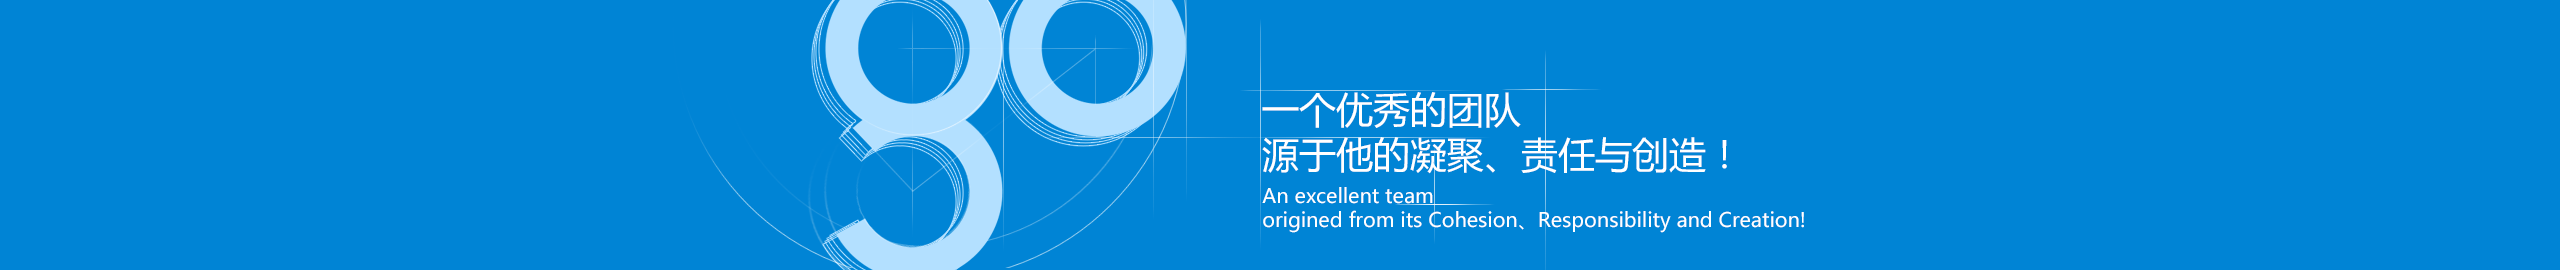 go
一个优秀的团队
源于他的凝聚、责任与创造！
An excellent team
origined from its Cohesion、Responsibility and Creation!